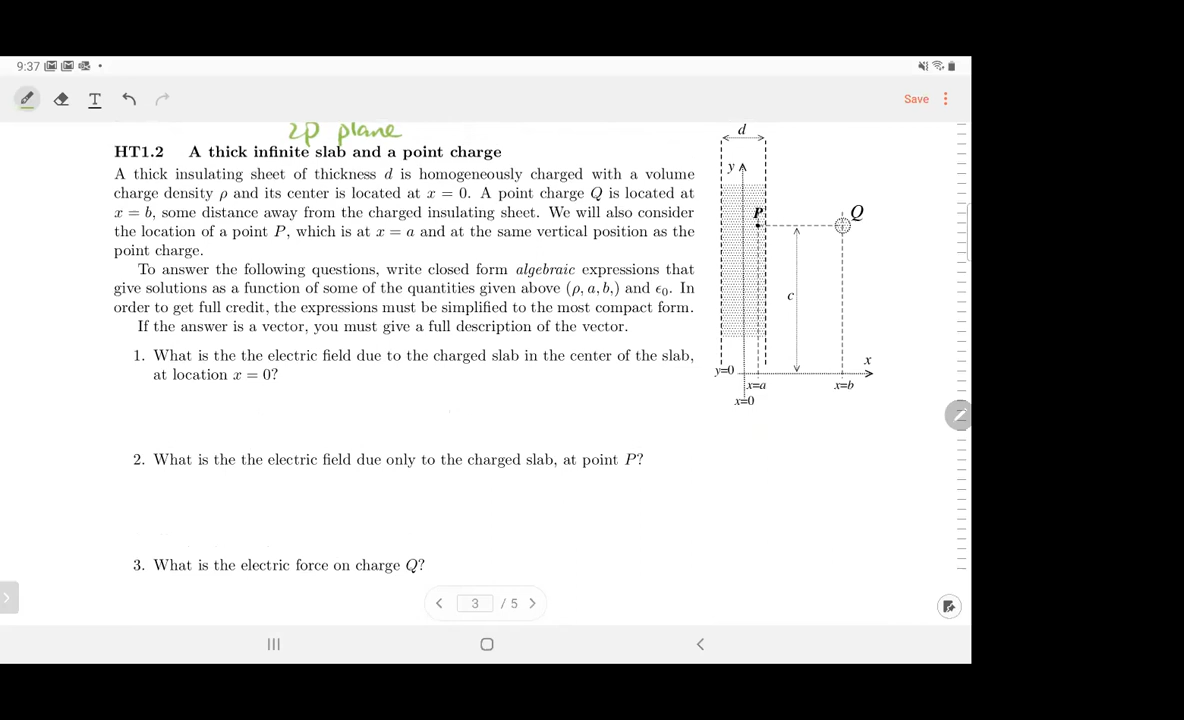 9:37
T
Save
2p plane
HT1.2 A thick infinite slab and a point charge
A thick insulating sheet of thickness d is homogeneously charged with a volume
charge density ρ and its center is located at x = 0. A point charge Q is located at
x = b, some distance away from the charged insulating sheet. We will also consider
the location of a point P, which is at x = a and at the same vertical position as the
point charge.
To answer the following questions, write closed form algebraic expressions that
give solutions as a function of some of the quantities given above (ρ, a, b,) and ϵ₀. In
order to get full credit, the expressions must be simplified to the most compact form.
If the answer is a vector, you must give a full description of the vector.
1. What is the the electric field due to the charged slab in the center of the slab,
at location x = 0?
2. What is the the electric field due only to the charged slab, at point P?
3. What is the electric force on charge Q?
d
y
P
Q
c
x
y=0
x=a
x=b
x=0
3 / 5